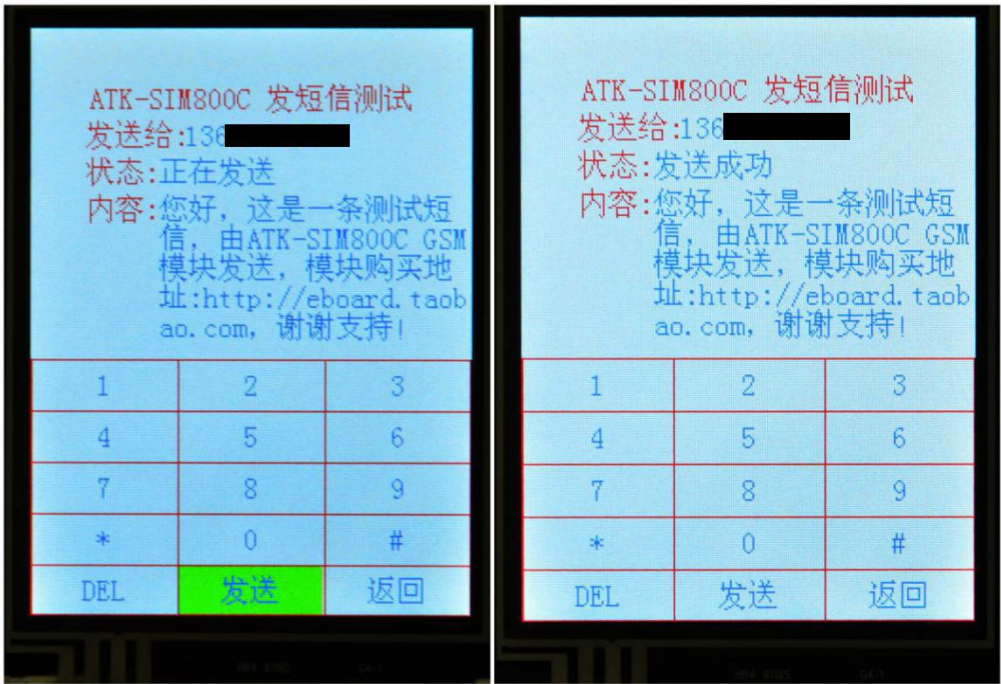 ATK-SIM800C 发短信测试
发送给:136
状态:正在发送
内容:您好，这是一条测试短
信，由ATK-SIM800C GSM
模块发送，模块购买地
址:http://eboard.taob
ao.com，谢谢支持!
1 2 3
4 5 6
7 8 9
* 0 #
DEL 发送 返回
ATK-SIM800C 发短信测试
发送给:136
状态:发送成功
内容:您好，这是一条测试短
信，由ATK-SIM800C GSM
模块发送，模块购买地
址:http://eboard.taob
ao.com，谢谢支持!
1 2 3
4 5 6
7 8 9
* 0 #
DEL 发送 返回